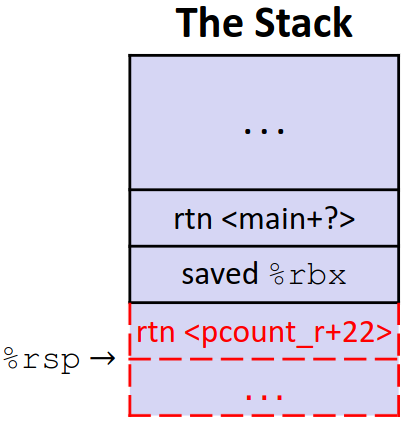 The Stack
...
rtn <main+?>
saved %rbx
rtn <pcount_r+22>
%rsp →
...